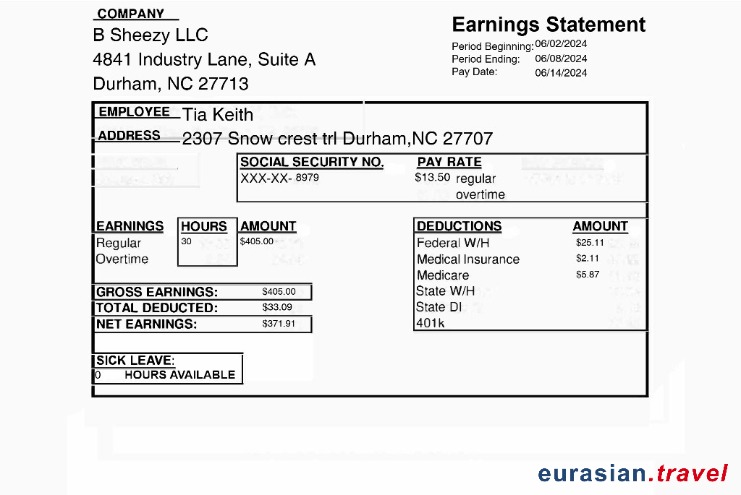 COMPANY
B Sheezy LLC
4841 Industry Lane, Suite A
Durham, NC 27713
Earnings Statement
Period Beginning: 06/02/2024
Period Ending: 06/08/2024
Pay Date: 06/14/2024
EMPLOYEE Tia Keith
ADDRESS 2307 Snow crest trl Durham,NC 27707
SOCIAL SECURITY NO. PAY RATE
XXX-XX- 8979 $13.50 regular
overtime
EARNINGS HOURS AMOUNT
Regular 30 $405.00
Overtime
DEDUCTIONS AMOUNT
Federal W/H $25.11
Medical Insurance $2.11
Medicare $5.87
State W/H
State DI
401k
GROSS EARNINGS: $405.00
TOTAL DEDUCTED: $33.09
NET EARNINGS: $371.91
SICK LEAVE:
0 HOURS AVAILABLE
eurasian.travel